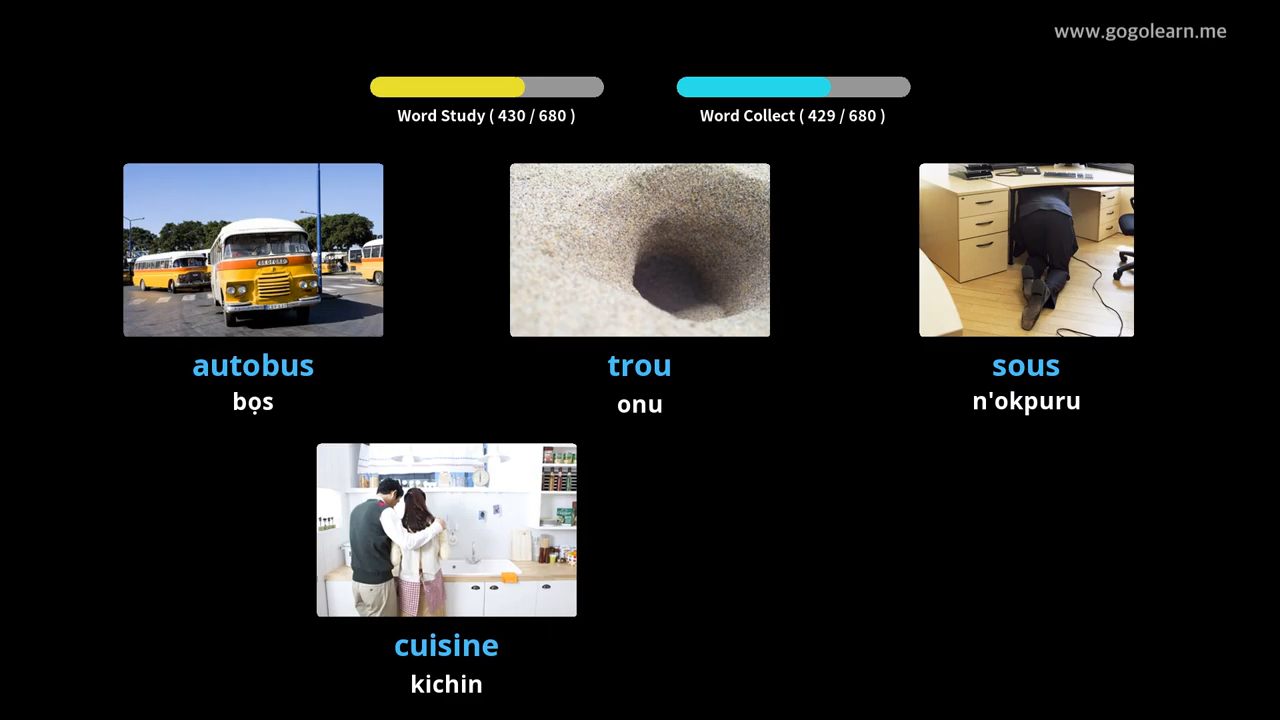 www.gogolearn.me
Word Study ( 430 / 680 )
Word Collect ( 429 / 680 )
autobus
bọs
trou
onu
sous
n'okpuru
cuisine
kichin